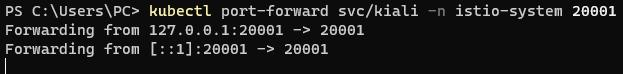 PS C:\Users\PC> kubectl port-forward svc/kiali -n istio-system 20001
Forwarding from 127.0.0.1:20001 -> 20001
Forwarding from [::1]:20001 -> 20001